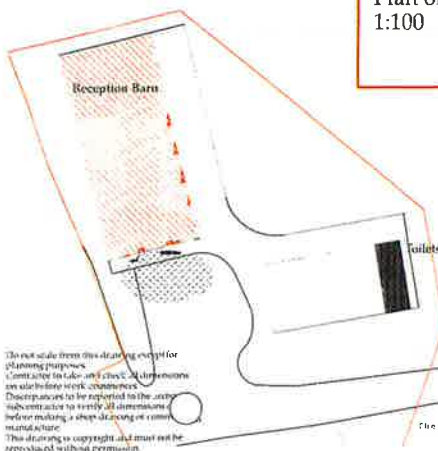 Plan of
1:100
Reception Barn
Toilets
Do not scale from this drawing except for
planning purposes.
Contractor to take and check all dimensions
on site before work commences
Discrepancies to be reported to the
subcontractor to verify all dimensions
before making a shop drawing or
manufacture
This drawing is copyright and must not be
reproduced without permission
The